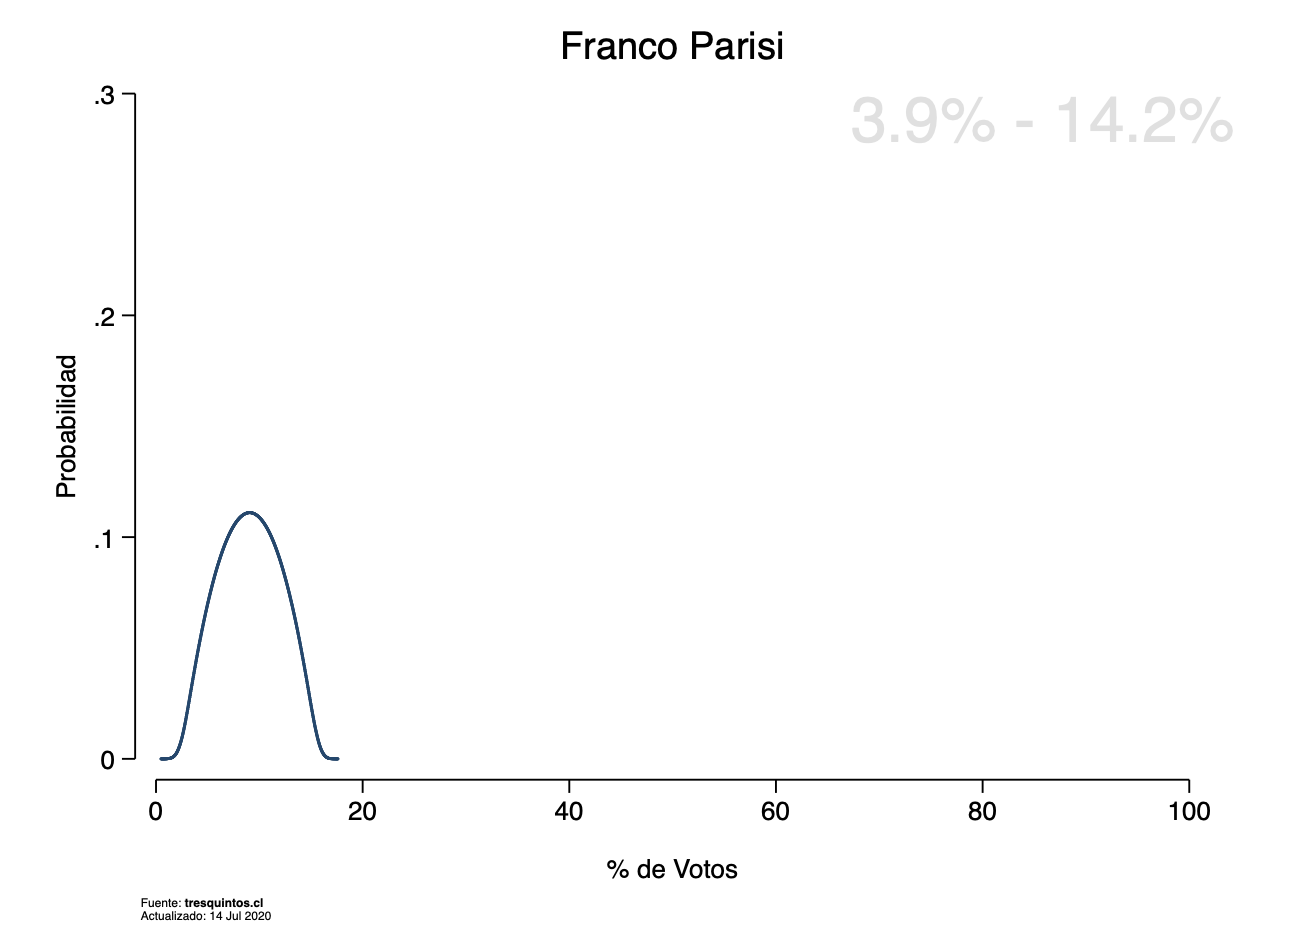 Franco Parisi
3.9% - 14.2%
.3
.2
.1
0
Probabilidad
0 20 40 60 80 100
% de Votos
Fuente: tresquintos.cl
Actualizado: 14 Jul 2020